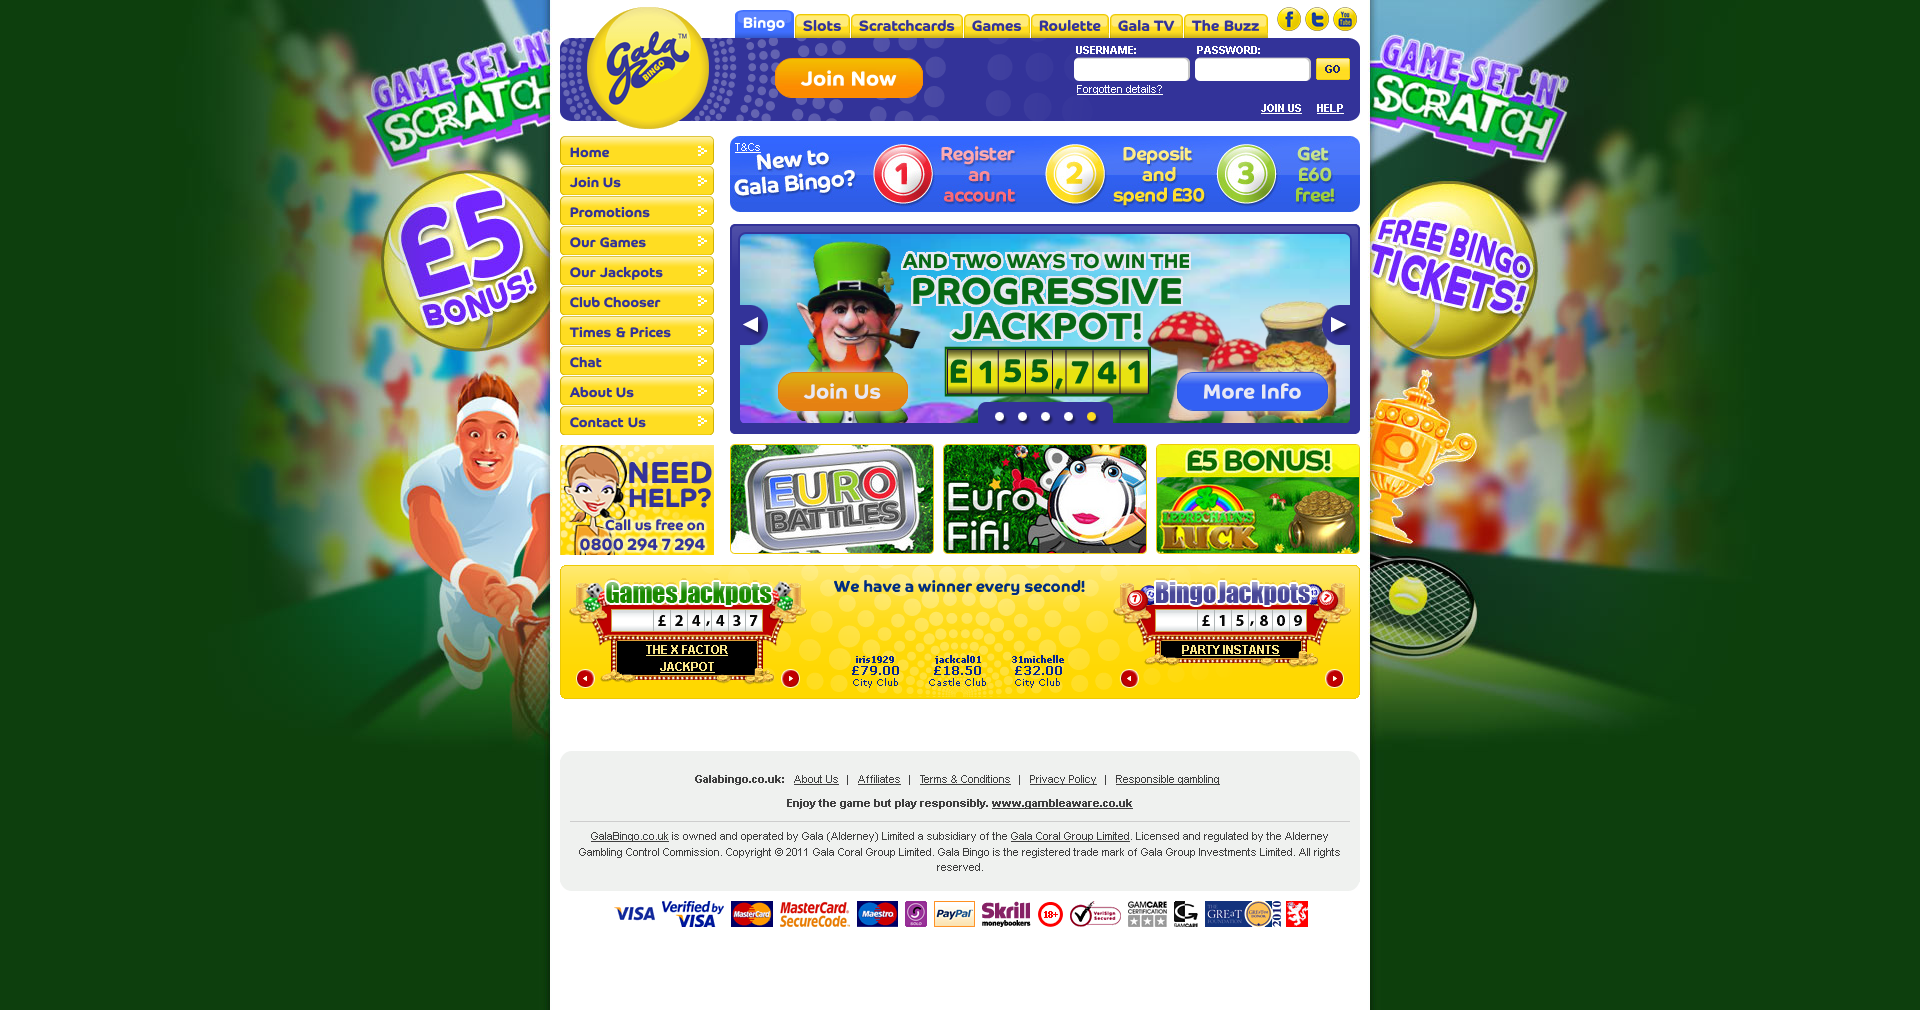 GAME SET 'N'
SCRATCH
£5
BONUS!
Gala
BINGO
TM
Bingo
Slots
Scratchcards
Games
Roulette
Gala TV
The Buzz
You Tube
Join Now
USERNAME:
PASSWORD:
GO
Forgotten details?
JOIN US
HELP
GAME SET 'N'
SCRATCH
FREE BINGO
TICKETS!
Home
Join Us
Promotions
Our Games
Our Jackpots
Club Chooser
Times & Prices
Chat
About Us
Contact Us
T&Cs
New to
Gala Bingo?
1
Register
an
account
2
Deposit
and
spend £30
3
Get
£60
free!
AND TWO WAYS TO WIN THE
PROGRESSIVE
JACKPOT!
£155,741
Join Us
More Info
NEED
HELP?
Call us free on
0800 294 7 294
EURO
BATTLES
Euro
Fifi!
£5 BONUS!
LEPRECHAUN'S
LUCK
GamesJackpots
£24,437
THE X FACTOR
JACKPOT
We have a winner every second!
iris1929
£79.00
City Club
jackcal01
£18.50
Castle Club
31michelle
£32.00
City Club
BingoJackpots
£15,809
PARTY INSTANTS
Galabingo.co.uk: About Us | Affiliates | Terms & Conditions | Privacy Policy | Responsible gambling
Enjoy the game but play responsibly. www.gambleaware.co.uk
GalaBingo.co.uk is owned and operated by Gala (Alderney) Limited a subsidiary of the Gala Coral Group Limited. Licensed and regulated by the Alderney
Gambling Control Commission. Copyright © 2011 Gala Coral Group Limited. Gala Bingo is the registered trade mark of Gala Group Investments Limited. All rights
reserved.
VISA
Verified by
VISA
MasterCard
MasterCard.
SecureCode.
Maestro
SOLO
PayPal
Skrill
moneybookers
18+
VeriSign
Secured
GAMCARE
CERTIFICATION
GAMCARE
THE
GREaT
FOUNDATION
2010